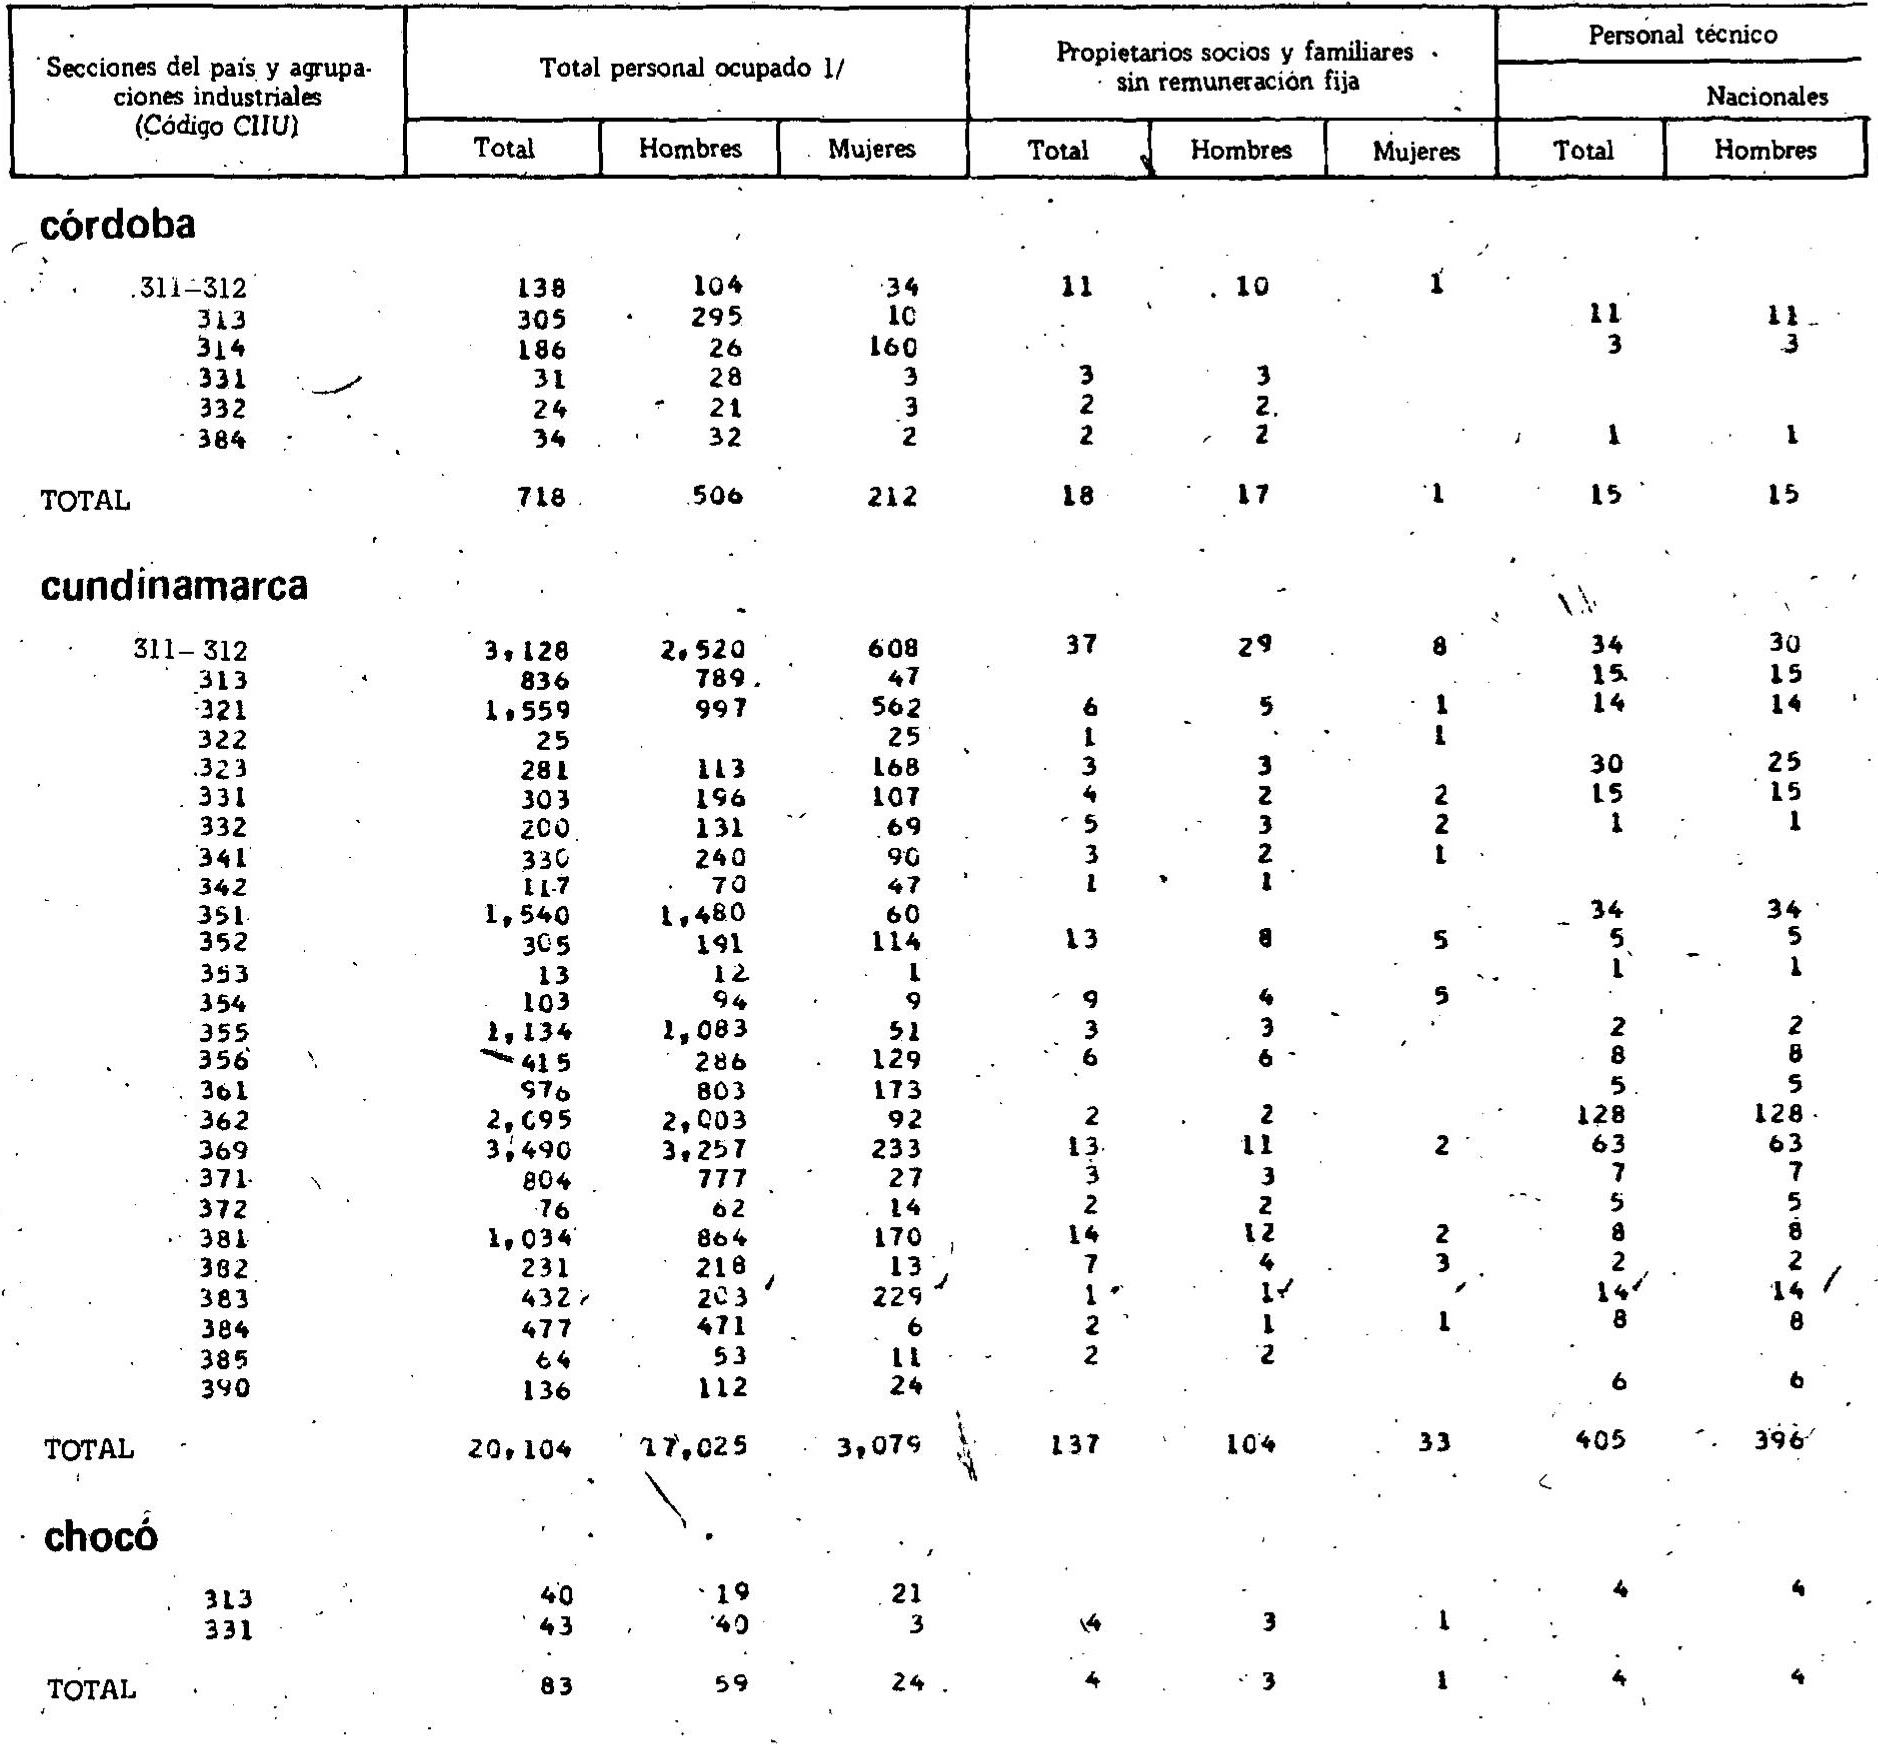 Secciones del país y agrupa-
ciones industriales
(Código CIIU)
Total personal ocupado 1/
Propietarios socios y familiares
sin remuneración fija
Personal técnico
Nacionales
Total Hombres Mujeres Total Hombres Mujeres Total Hombres
córdoba
311-312 138 104 34 11 10 1
313 305 295 10 11 11
314 186 26 160 3 3
331 31 28 3 3 3
332 24 21 3 2 2
384 34 32 2 2 2 1 1
TOTAL 718 506 212 18 17 1 15 15
cundinamarca
311-312 3,128 2,520 608 37 29 8 34 30
313 836 789 47 15 15
321 1,559 997 562 6 5 1 14 14
322 25 25 1 1
323 281 113 168 3 3 30 25
331 303 196 107 4 2 2 15 15
332 200 131 69 5 3 2 1 1
341 330 240 90 3 2 1
342 117 70 47 1 1
351 1,540 1,480 60 34 34
352 305 191 114 13 8 5 5 5
353 13 12 1 1 1
354 103 94 9 9 4 5
355 1,134 1,083 51 3 3 2 2
356 415 286 129 6 6 8 8
361 976 803 173 5 5
362 2,095 2,003 92 2 2 128 128
369 3,490 3,257 233 13 11 2 63 63
371 804 777 27 3 3 7 7
372 76 62 14 2 2 5 5
381 1,034 864 170 14 12 2 8 8
382 231 218 13 7 4 3 2 2
383 432 203 229 1 1 14 14
384 477 471 6 2 1 1 8 8
385 64 53 11 2 2
390 136 112 24 6 6
TOTAL 20,104 17,025 3,079 137 104 33 405 396
chocó
313 40 19 21 4 4
331 43 40 3 4 3 1
TOTAL 83 59 24 4 3 1 4 4